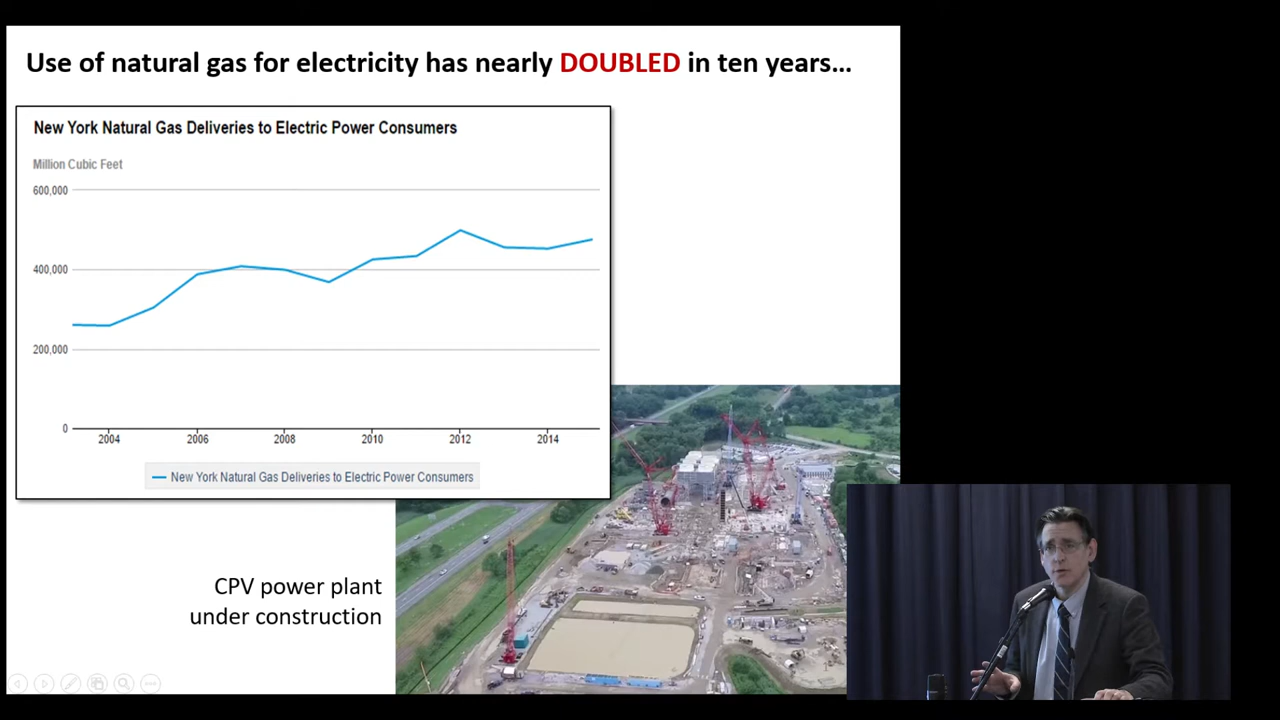 Use of natural gas for electricity has nearly DOUBLED in ten years...
New York Natural Gas Deliveries to Electric Power Consumers
Million Cubic Feet
600,000
400,000
200,000
0
2004 2006 2008 2010 2012 2014
New York Natural Gas Deliveries to Electric Power Consumers
CPV power plant
under construction